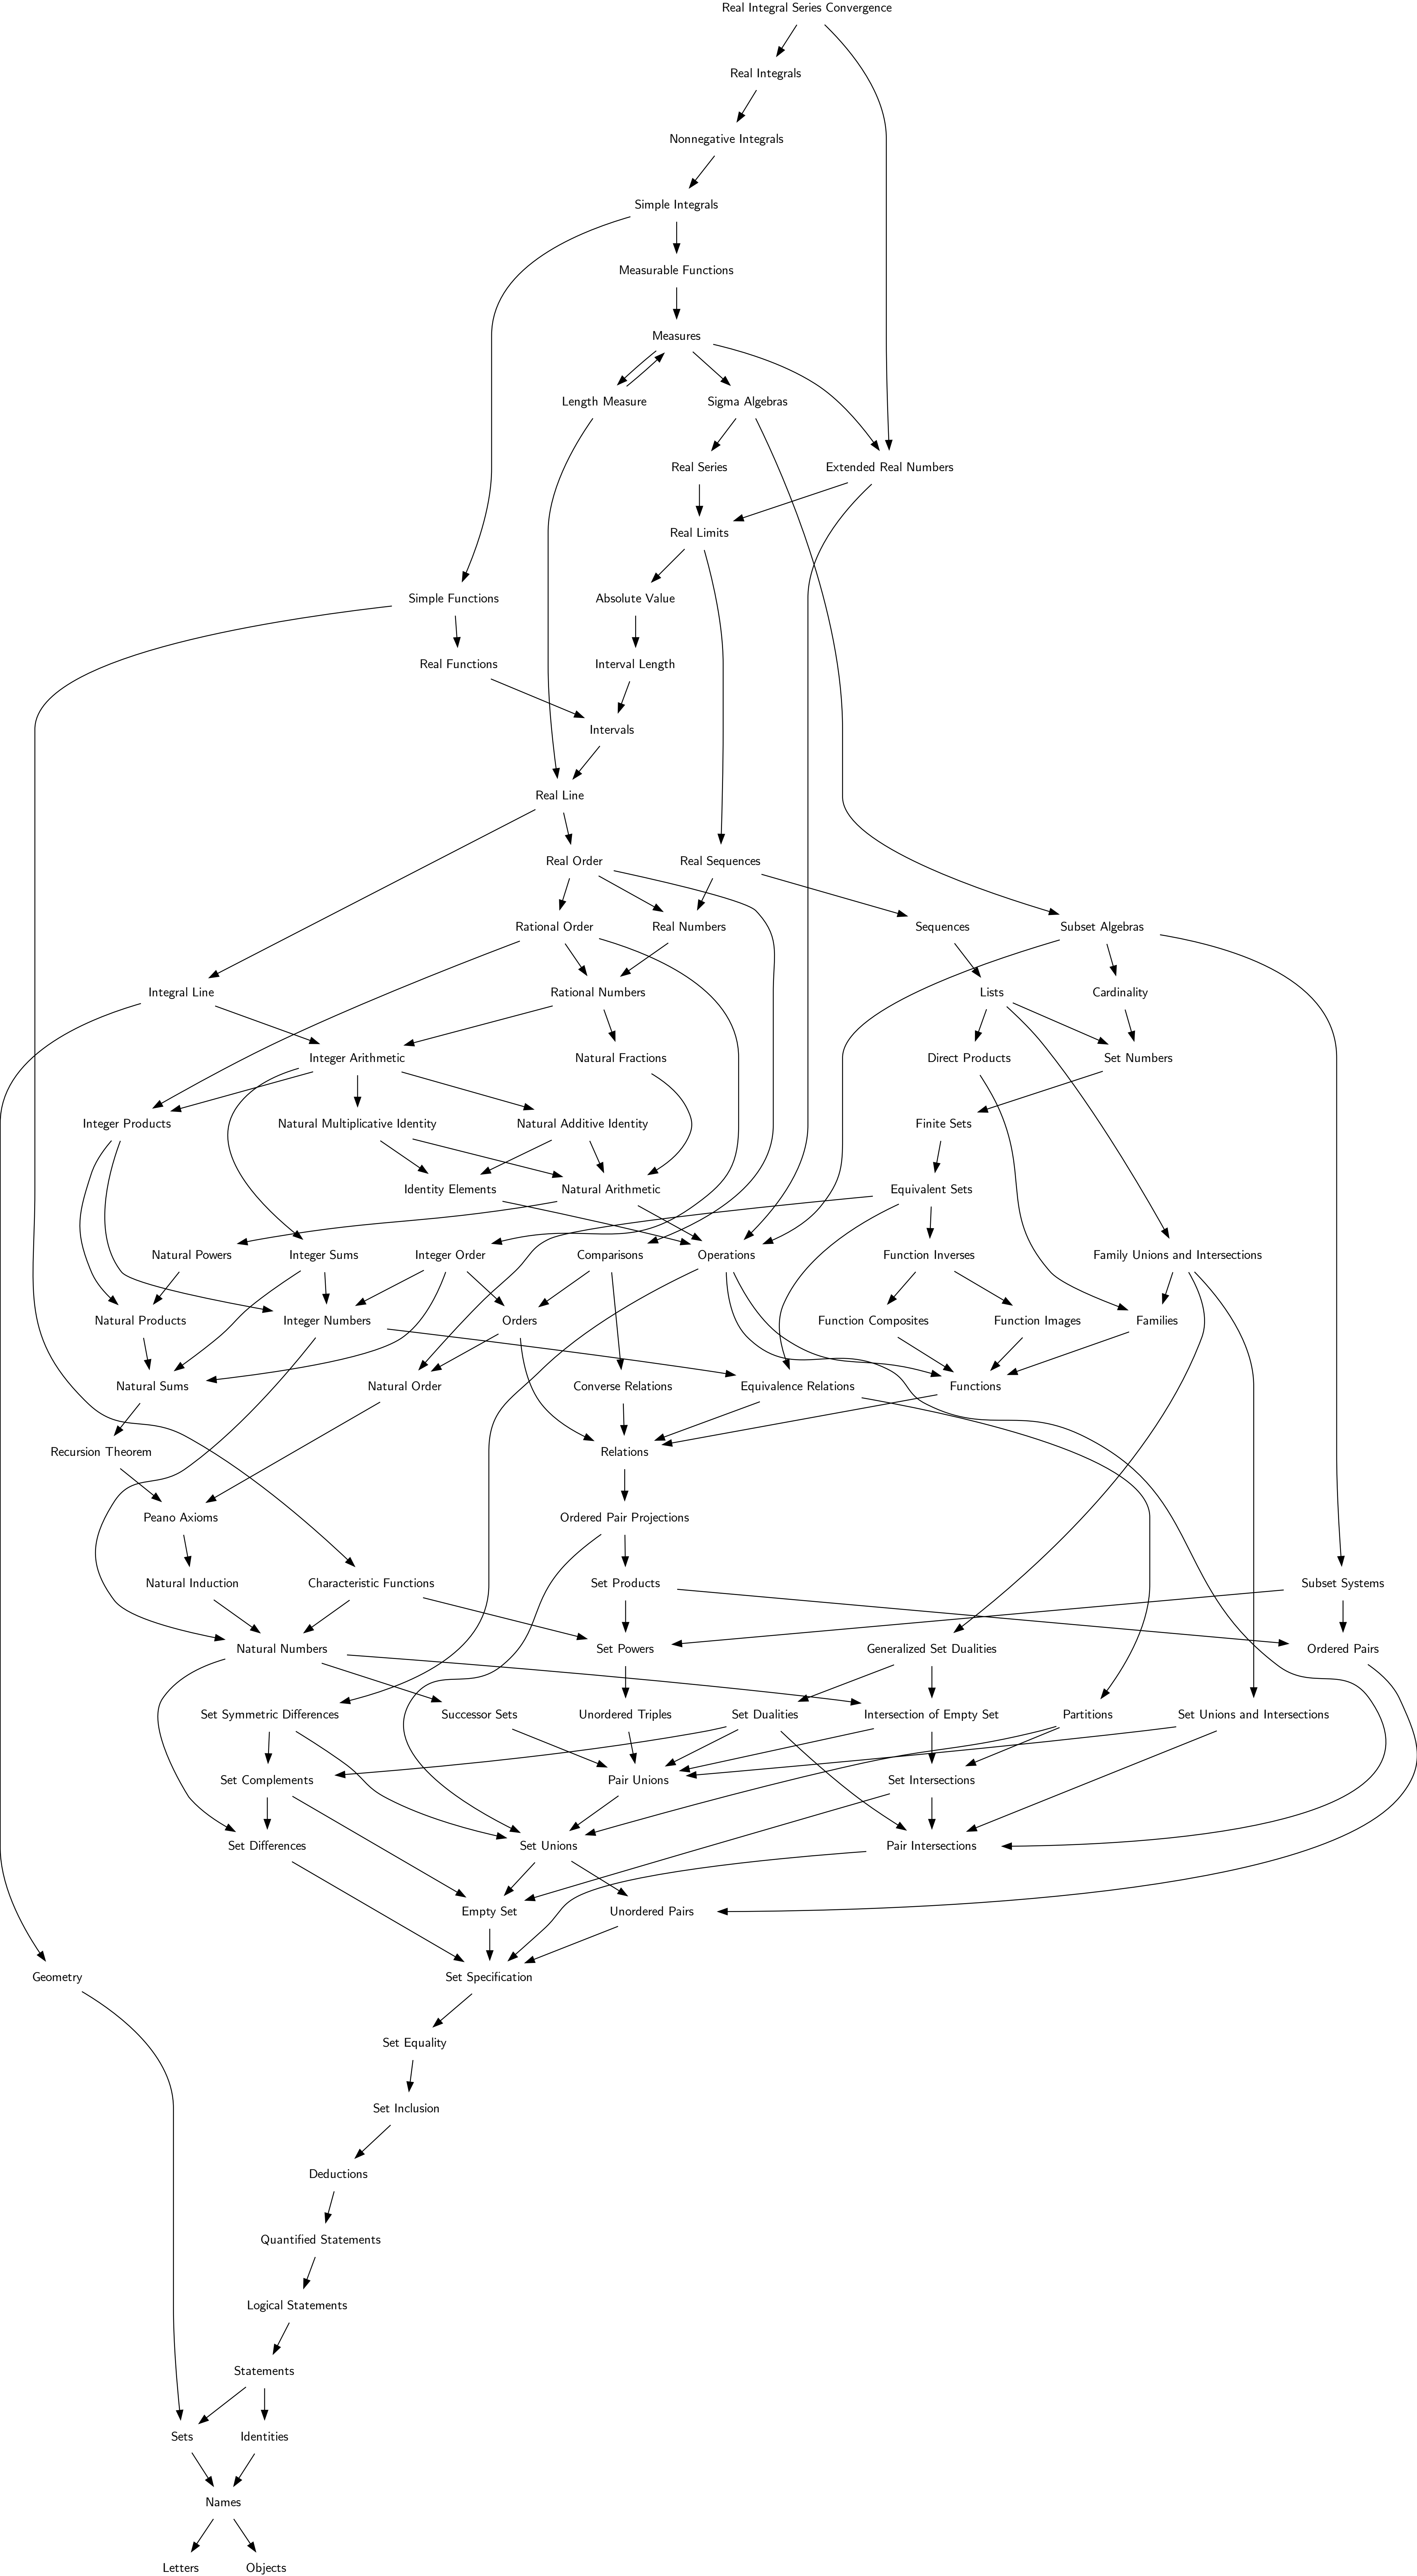 Real Integral Series Convergence
Real Integrals
Nonnegative Integrals
Simple Integrals
Measurable Functions
Measures
Length Measure
Sigma Algebras
Real Series
Extended Real Numbers
Real Limits
Simple Functions
Absolute Value
Real Functions
Interval Length
Intervals
Real Line
Real Order
Real Sequences
Rational Order
Real Numbers
Sequences
Subset Algebras
Integral Line
Rational Numbers
Lists
Cardinality
Integer Arithmetic
Natural Fractions
Direct Products
Set Numbers
Integer Products
Natural Multiplicative Identity
Natural Additive Identity
Finite Sets
Identity Elements
Natural Arithmetic
Equivalent Sets
Natural Powers
Integer Sums
Integer Order
Comparisons
Operations
Function Inverses
Family Unions and Intersections
Natural Products
Integer Numbers
Orders
Function Composites
Function Images
Families
Natural Sums
Natural Order
Converse Relations
Equivalence Relations
Functions
Recursion Theorem
Relations
Peano Axioms
Ordered Pair Projections
Natural Induction
Characteristic Functions
Set Products
Subset Systems
Natural Numbers
Set Powers
Generalized Set Dualities
Ordered Pairs
Set Symmetric Differences
Successor Sets
Unordered Triples
Set Dualities
Intersection of Empty Set
Partitions
Set Unions and Intersections
Set Complements
Pair Unions
Set Intersections
Set Differences
Set Unions
Pair Intersections
Empty Set
Unordered Pairs
Geometry
Set Specification
Set Equality
Set Inclusion
Deductions
Quantified Statements
Logical Statements
Statements
Sets
Identities
Names
Letters
Objects